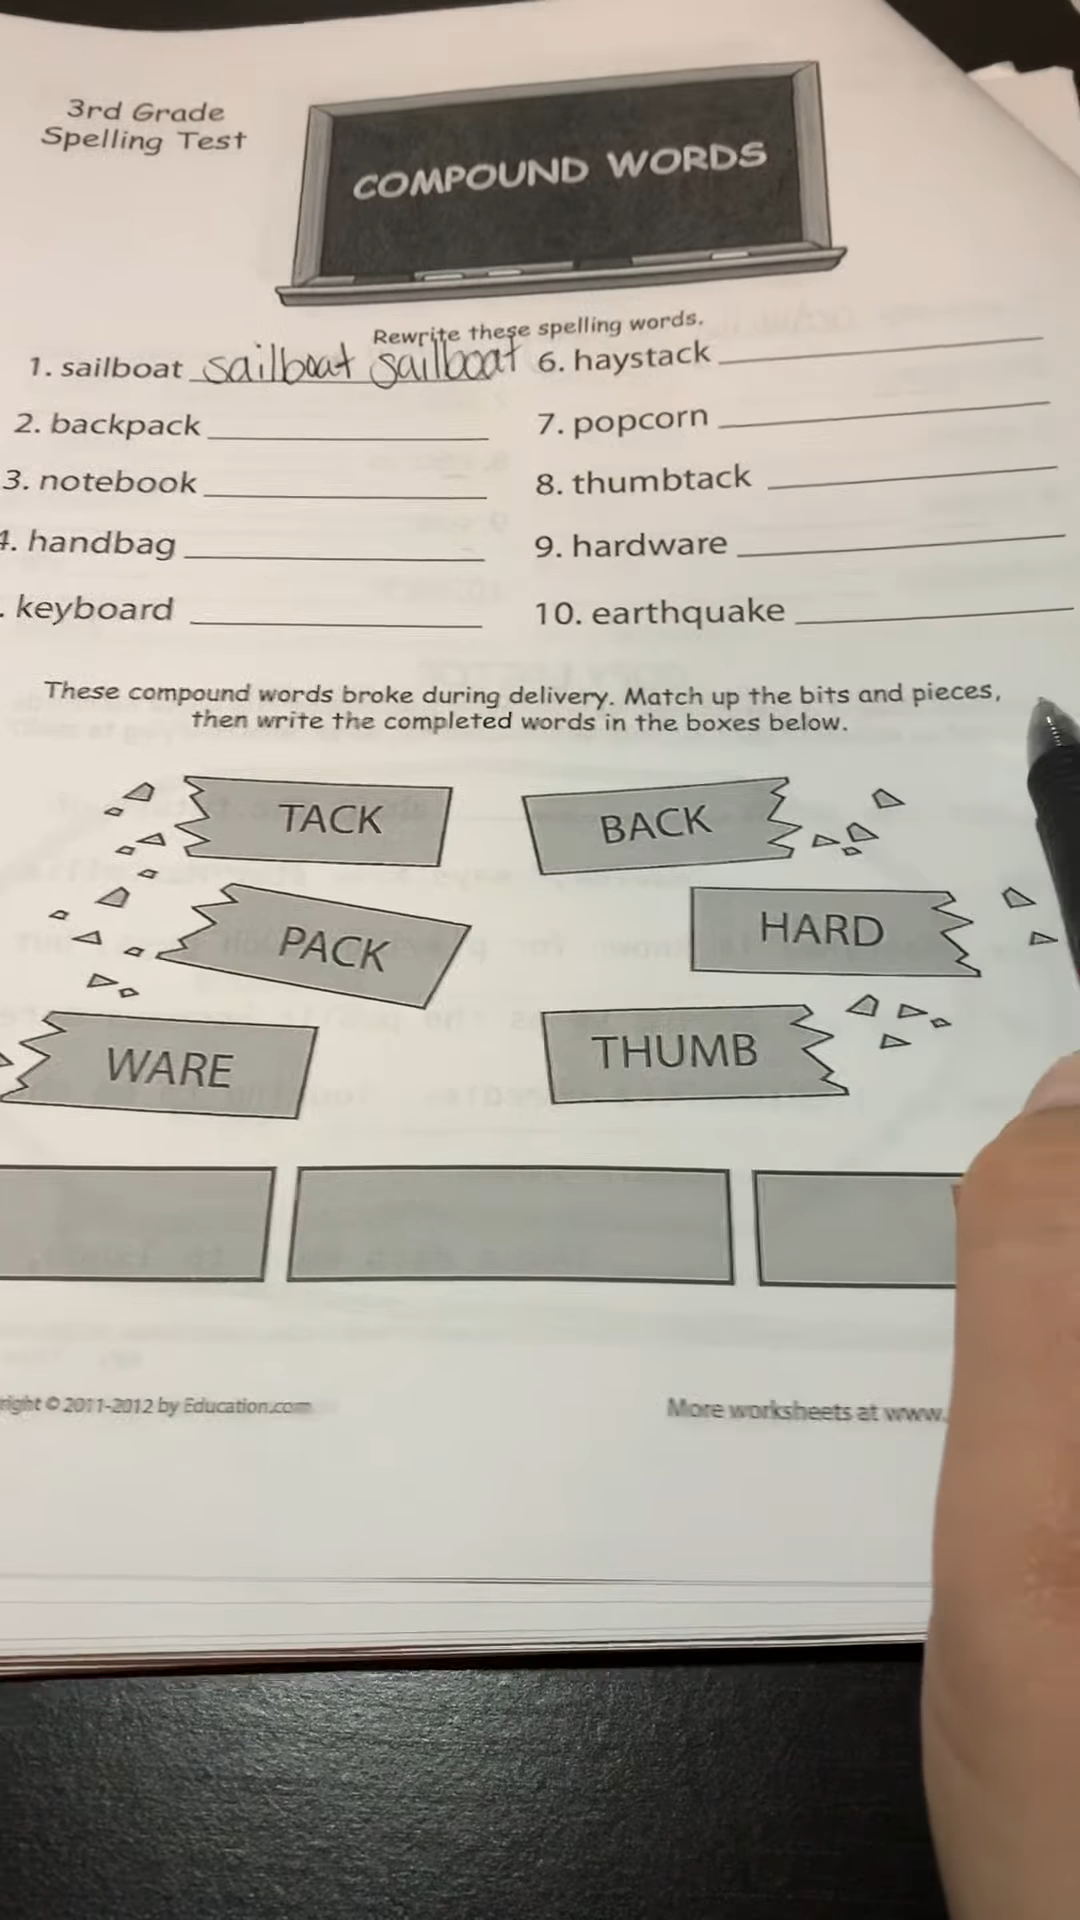 3rd Grade
Spelling Test
COMPOUND WORDS
Rewrite these spelling words.
1. sailboat sailboat sailboat 6. haystack
2. backpack 7. popcorn
3. notebook 8. thumbtack
4. handbag 9. hardware
. keyboard 10. earthquake
These compound words broke during delivery. Match up the bits and pieces,
then write the completed words in the boxes below.
TACK BACK
PACK HARD
WARE THUMB
right © 2011-2012 by Education.com More worksheets at www.